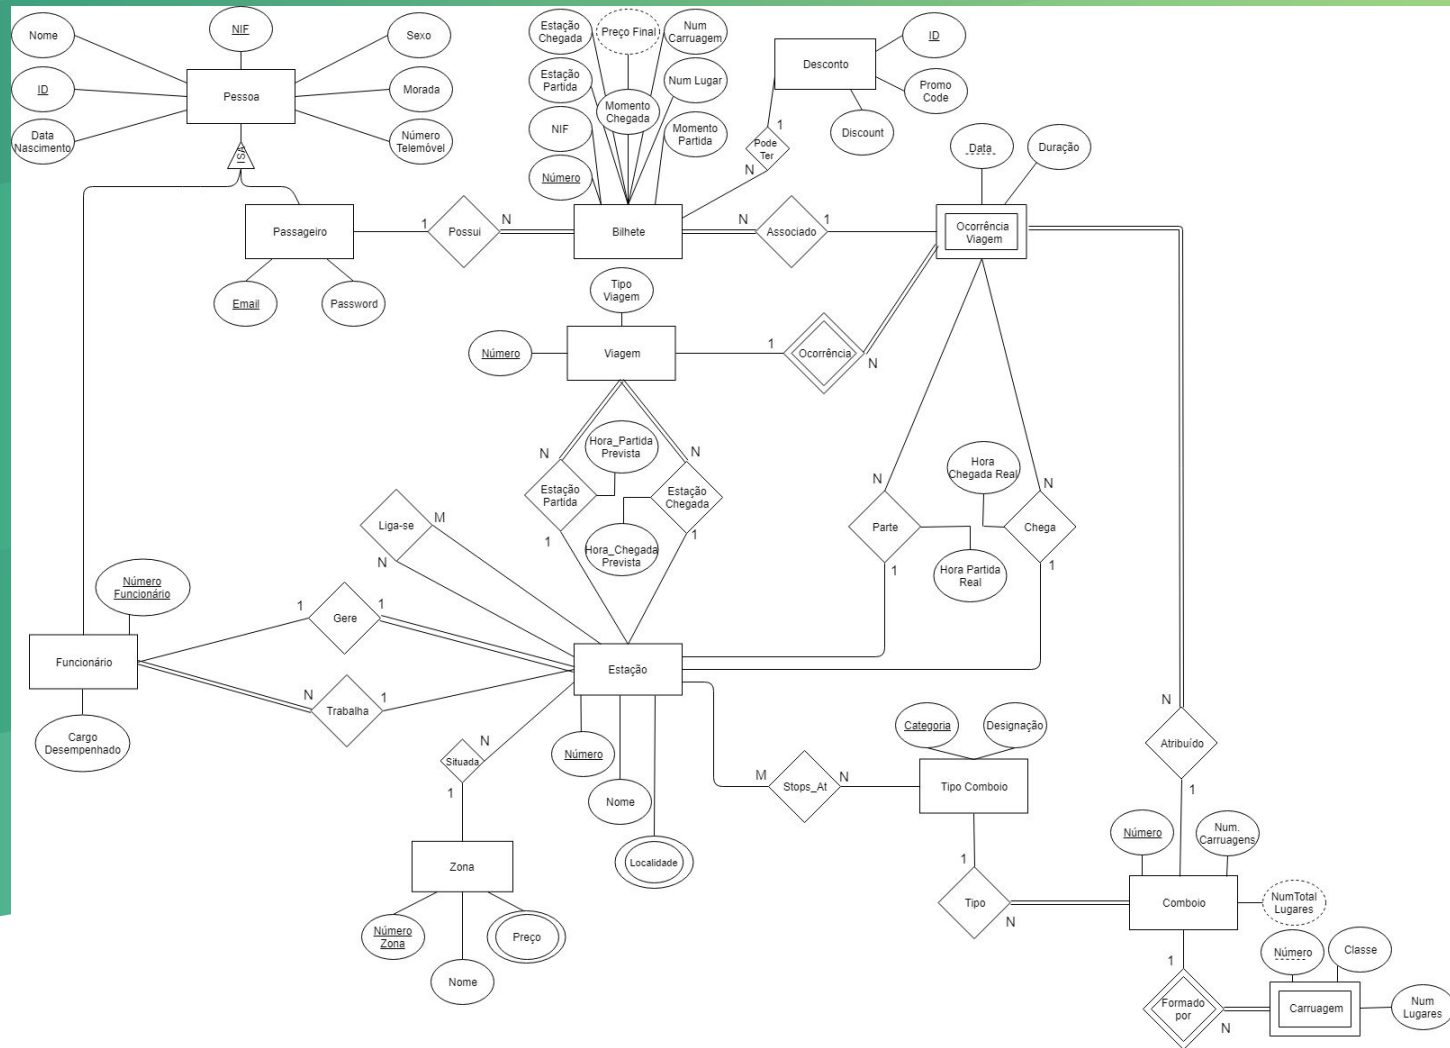 Nome
NIF
Sexo
ID
Pessoa
Morada
Data
Nascimento
Número
Telemóvel
ISA
Estação
Chegada
Preço Final
Num
Carruagem
Estação
Partida
Momento
Chegada
Num Lugar
NIF
Momento
Partida
Número
Desconto
ID
Promo
Code
Discount
1
Pode
Ter
N
Data
Duração
Passageiro
1
Possui
N
Bilhete
N
Associado
1
Ocorrência
Viagem
Email
Password
Tipo
Viagem
Número
Viagem
1
Ocorrência
N
N
Hora_Partida
Prevista
N
Estação
Partida
Estação
Chegada
1
Hora_Chegada
Prevista
1
Hora
Chegada Real
N
N
Parte
Chega
1
Hora Partida
Real
1
Liga-se
M
N
Número
Funcionário
1
Gere
1
Funcionário
Estação
N
Trabalha
1
Cargo
Desempenhado
N
Situada
1
Número
Nome
Localidade
Zona
Número
Zona
Nome
Preço
M
Stops_At
N
Categoria
Designação
Tipo Comboio
1
Tipo
N
N
Atribuído
1
Número
Num.
Carruagens
Comboio
NumTotal
Lugares
1
Formado
por
N
Número
Classe
Carruagem
Num
Lugares